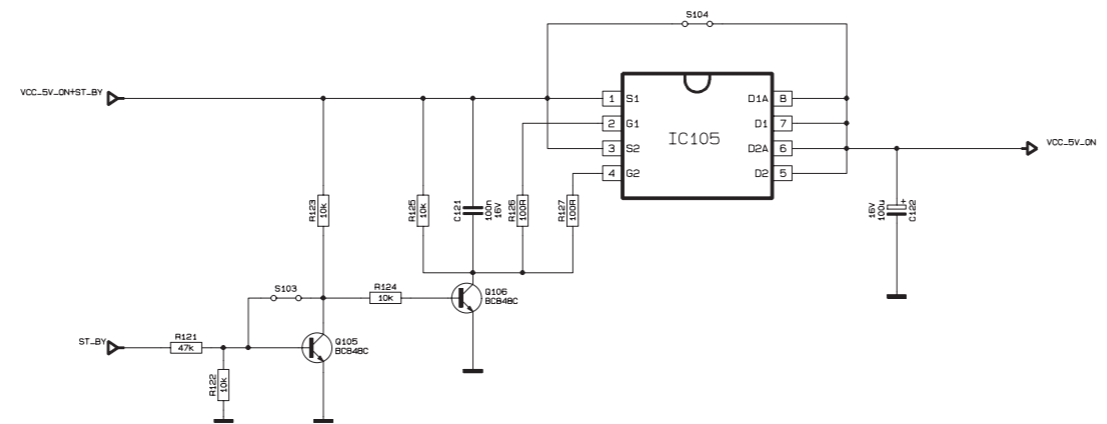 S104
VCC_5V_ON+ST_BY
1 S1
2 G1
3 S2
4 G2
IC105
D1A 8
D1 7
D2A 6
D2 5
VCC_5V_ON
R123
10k
R125
10k
C121
100n
16V
R126
100R
R127
100R
16V
100u
+
C122
S103
R124
10k
Q106
BC848C
ST_BY
R121
47k
Q105
BC848C
R122
10k